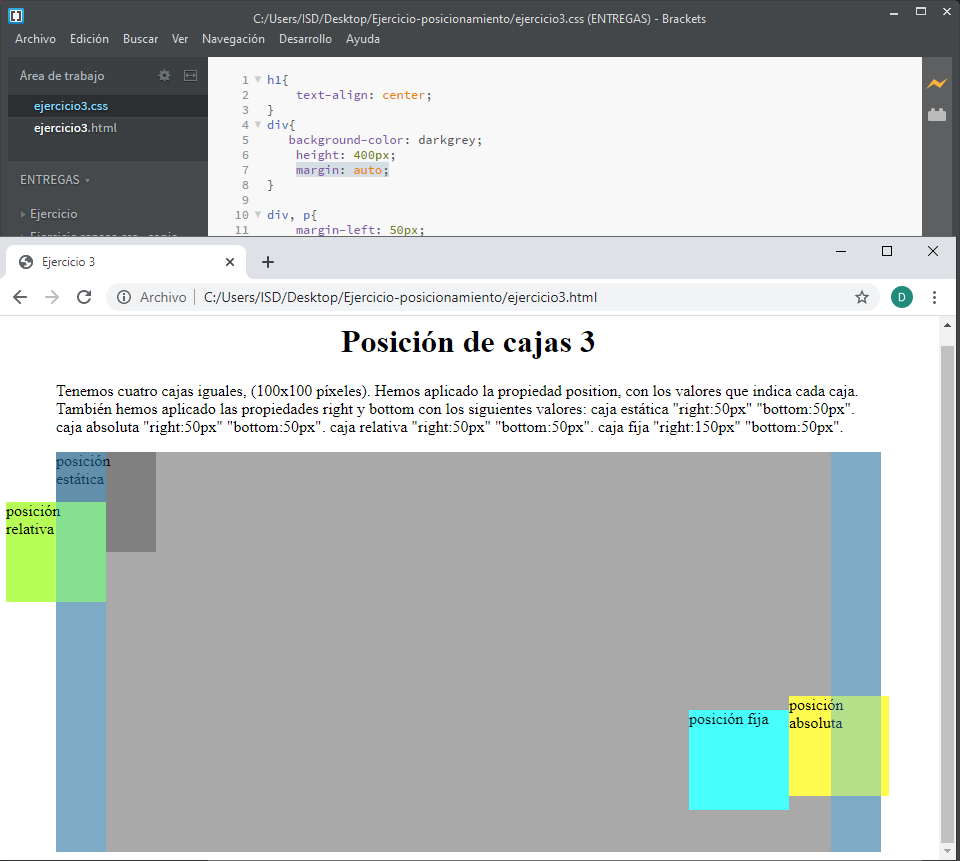 C:/Users/ISD/Desktop/Ejercicio-posicionamiento/ejercicio3.css (ENTREGAS) - Brackets
Archivo Edición Buscar Ver Navegación Desarrollo Ayuda
Área de trabajo
ejercicio3.css
ejercicio3.html
ENTREGAS
Ejercicio
1 h1{
2 text-align: center;
3 }
4 div{
5 background-color: darkgrey;
6 height: 400px;
7 margin: auto;
8 }
9
10 div, p{
11 margin-left: 50px;
Ejercicio 3
Archivo | C:/Users/ISD/Desktop/Ejercicio-posicionamiento/ejercicio3.html
D
Posición de cajas 3
Tenemos cuatro cajas iguales, (100x100 píxeles). Hemos aplicado la propiedad position, con los valores que indica cada caja.
También hemos aplicado las propiedades right y bottom con los siguientes valores: caja estática "right:50px" "bottom:50px".
caja absoluta "right:50px" "bottom:50px". caja relativa "right:50px" "bottom:50px". caja fija "right:150px" "bottom:50px".
posición
estática
posición
relativa
posición fija
posición
absoluta